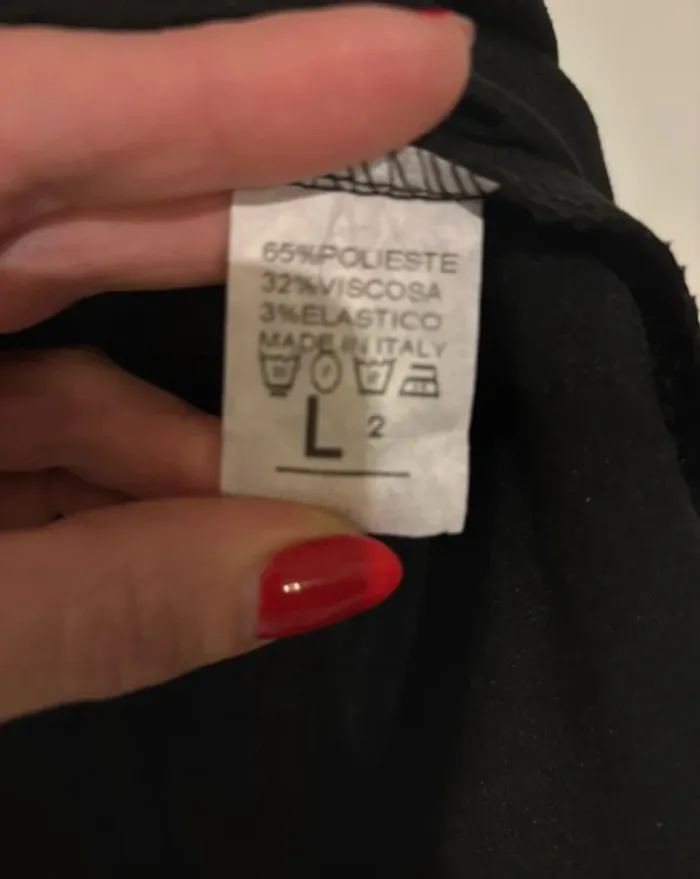 65%POLIESTE
32%VISCOSA
3%ELASTICO
MADE IN ITALY
L 2